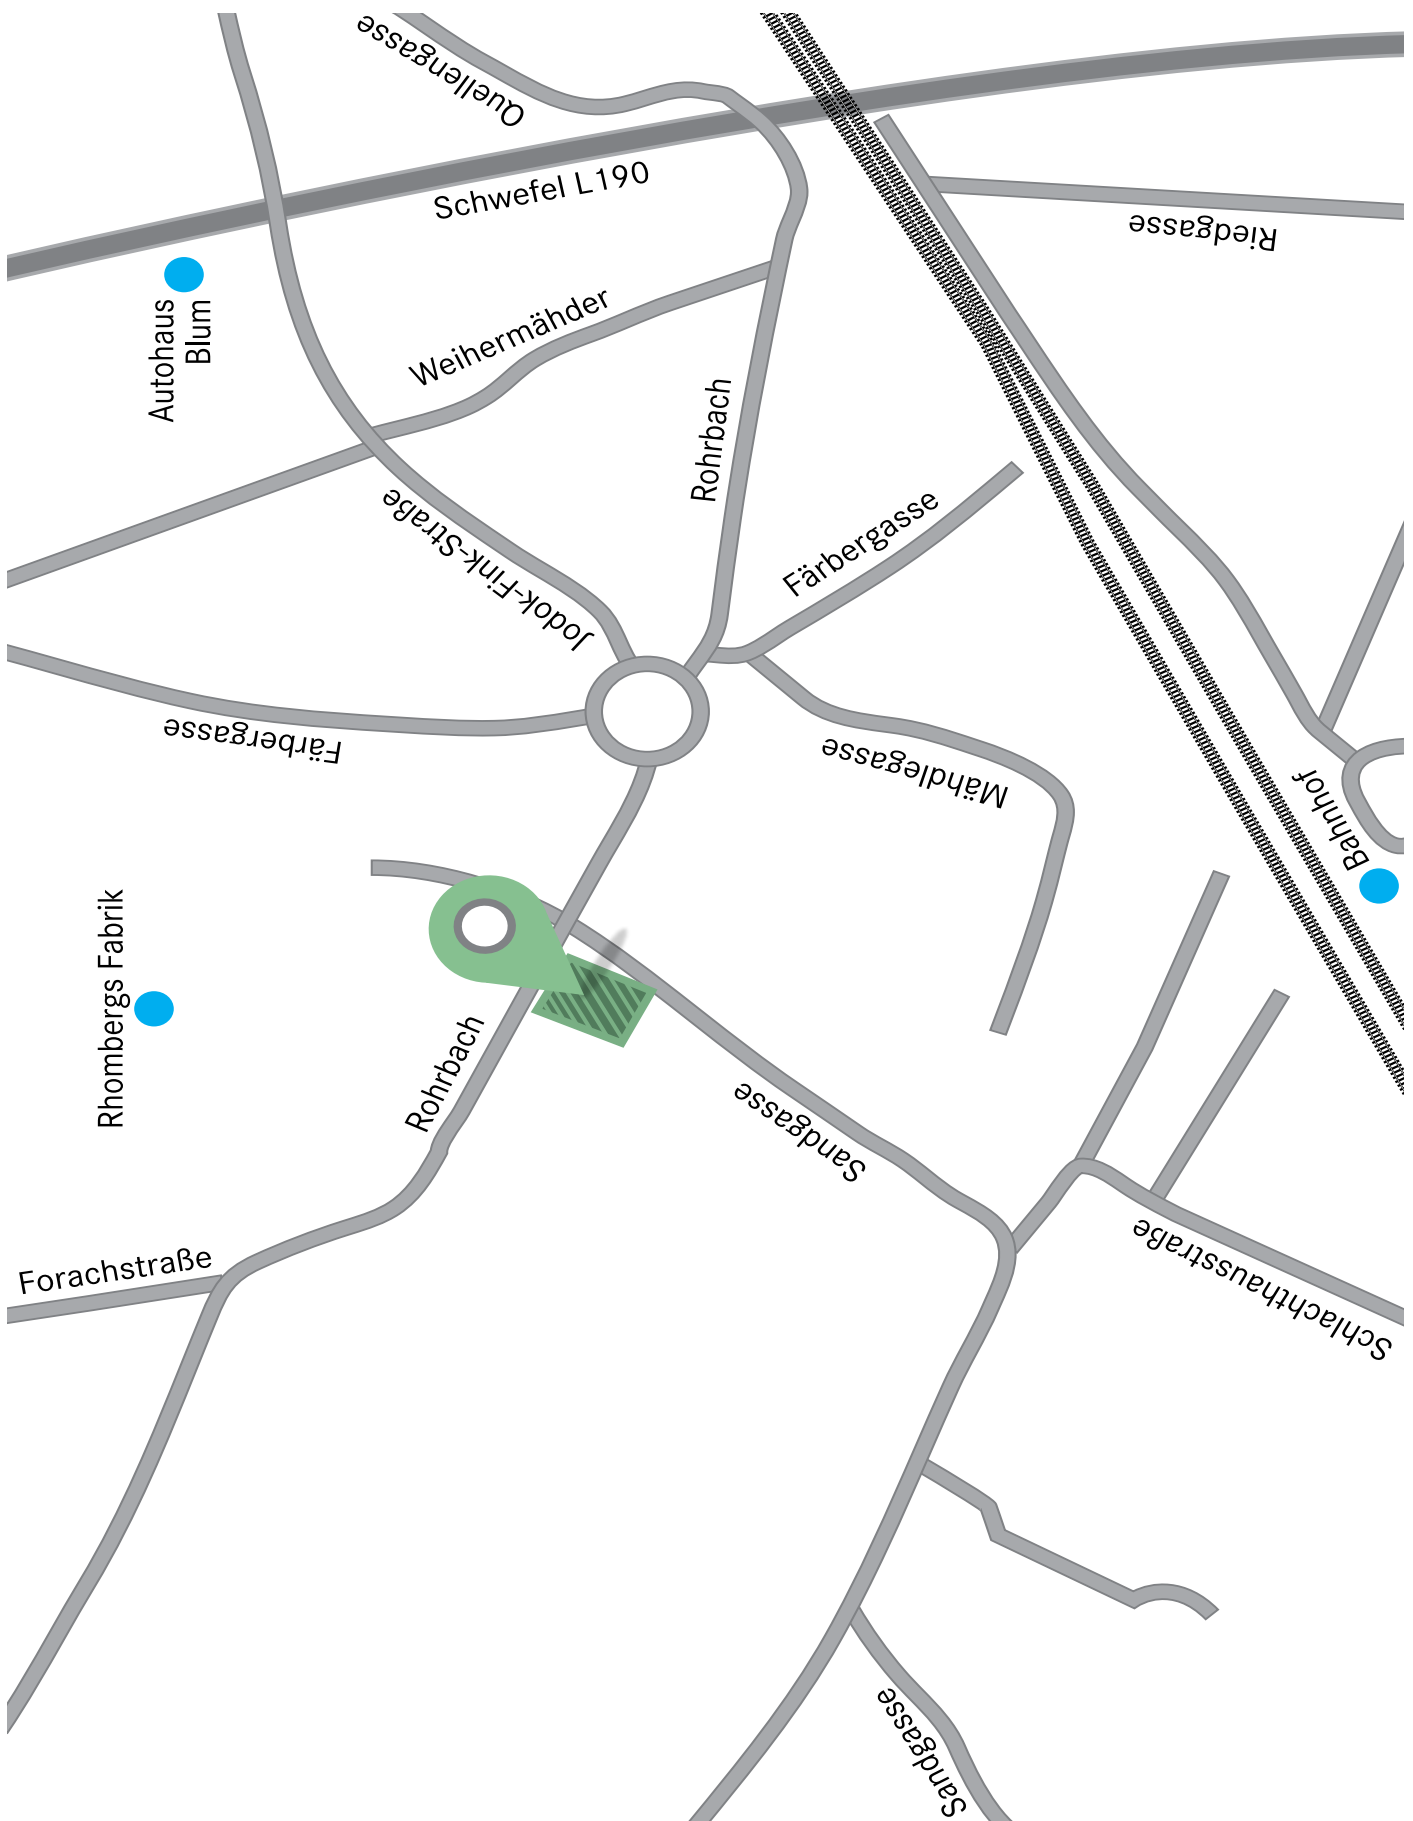 Quellengasse
Schwefel L190
Riedgasse
Autohaus
Blum
Weihermähder
Rohrbach
Jodok-Fink-Straße
Färbergasse
Färbergasse
Mähdlegasse
Bahnhof
Rhombergs Fabrik
Rohrbach
Sandgasse
Forachstraße
Schlachthausstraße
Sandgasse